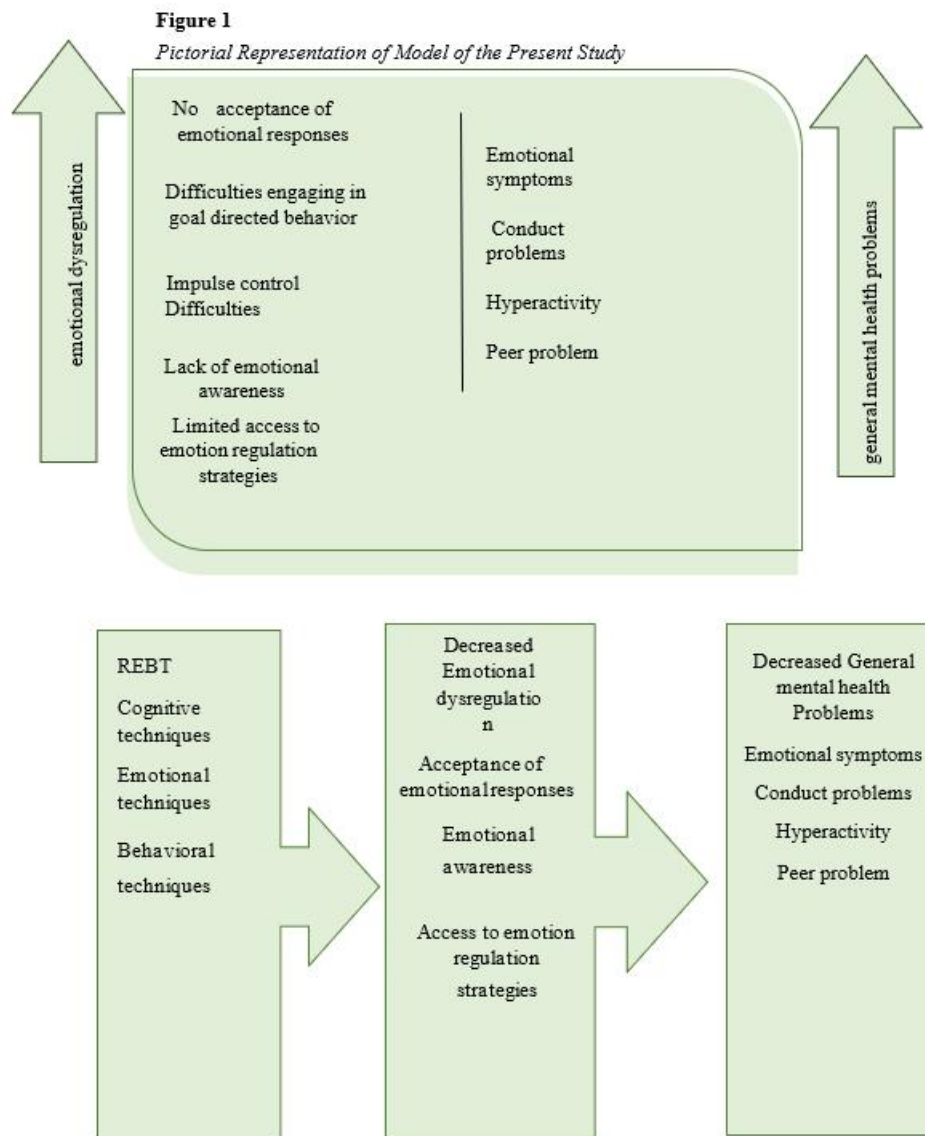 Figure 1
Pictorial Representation of Model of the Present Study
emotional dysregulation
No acceptance of
emotional responses
Difficulties engaging in
goal directed behavior
Impulse control
Difficulties
Lack of emotional
awareness
Limited access to
emotion regulation
strategies
Emotional
symptoms
Conduct
problems
Hyperactivity
Peer problem
general mental health problems
REBT
Cognitive
techniques
Emotional
techniques
Behavioral
techniques
Decreased
Emotional
dysregulatio
n
Acceptance of
emotional responses
Emotional
awareness
Access to emotion
regulation
strategies
Decreased General
mental health
Problems
Emotional symptoms
Conduct problems
Hyperactivity
Peer problem